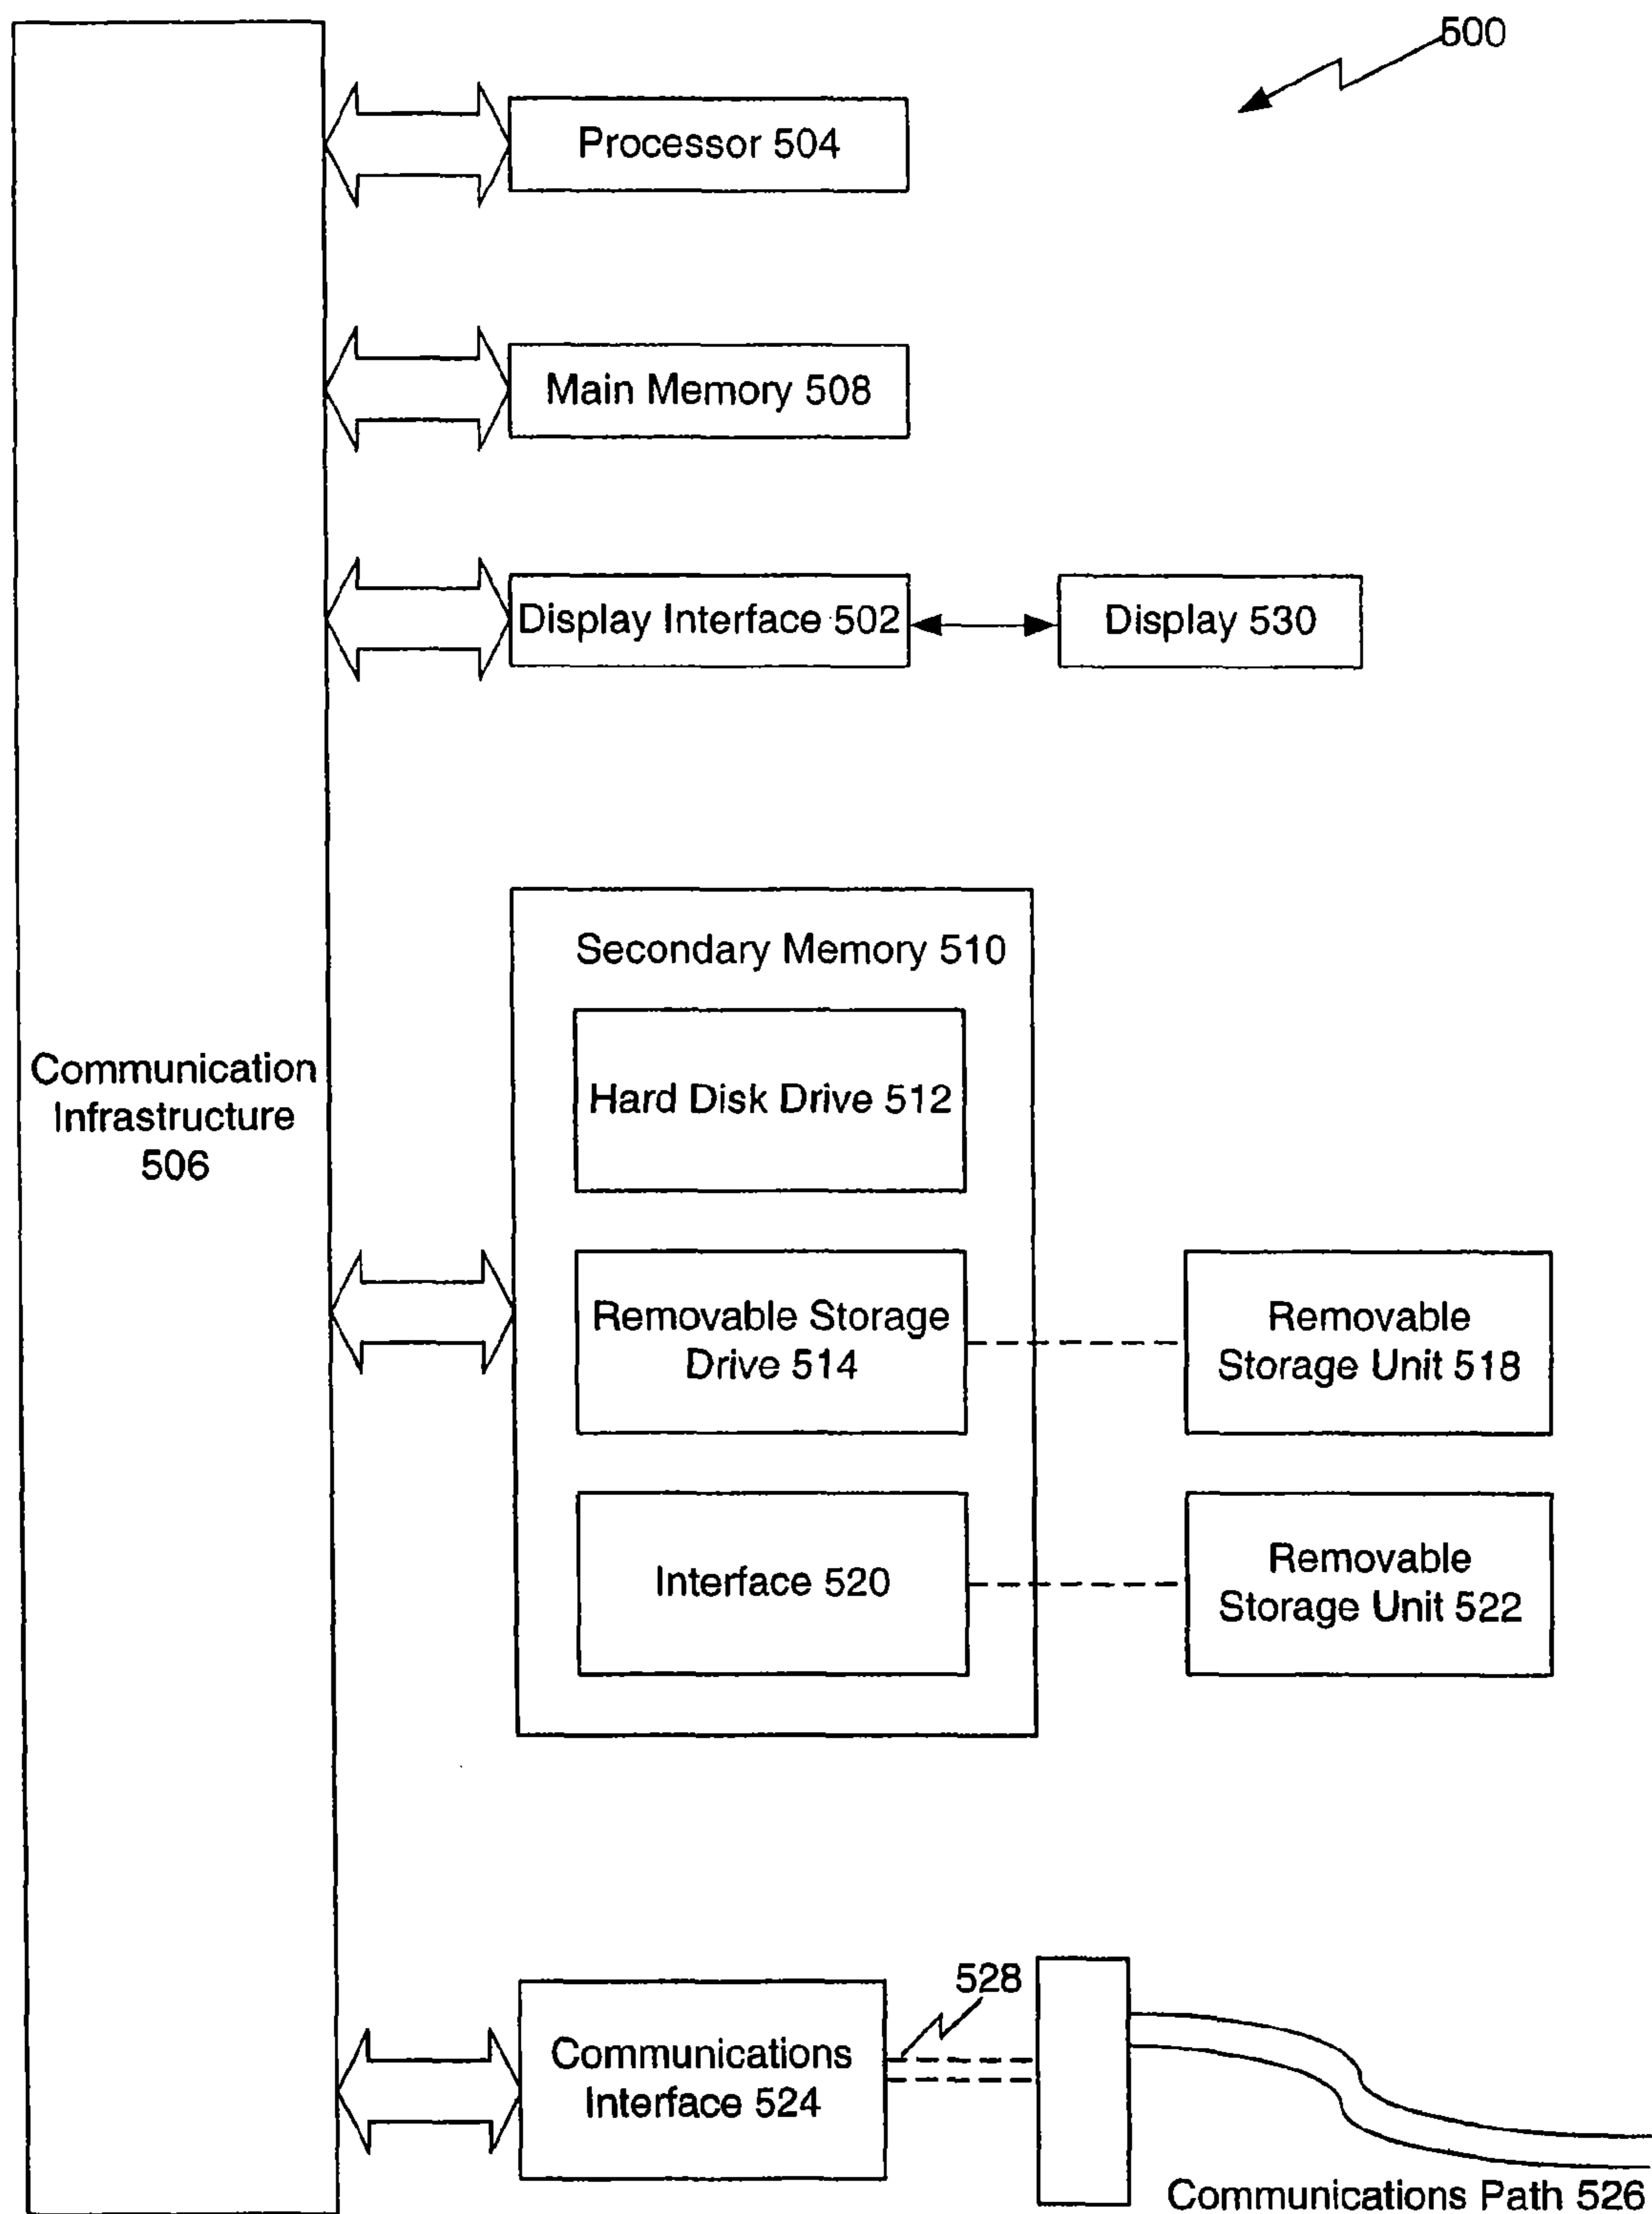 500
Processor 504
Main Memory 508
Display Interface 502
Display 530
Secondary Memory 510
Hard Disk Drive 512
Communication
Infrastructure
506
Removable Storage
Drive 514
Removable
Storage Unit 518
Interface 520
Removable
Storage Unit 522
528
Communications
Interface 524
Communications Path 526